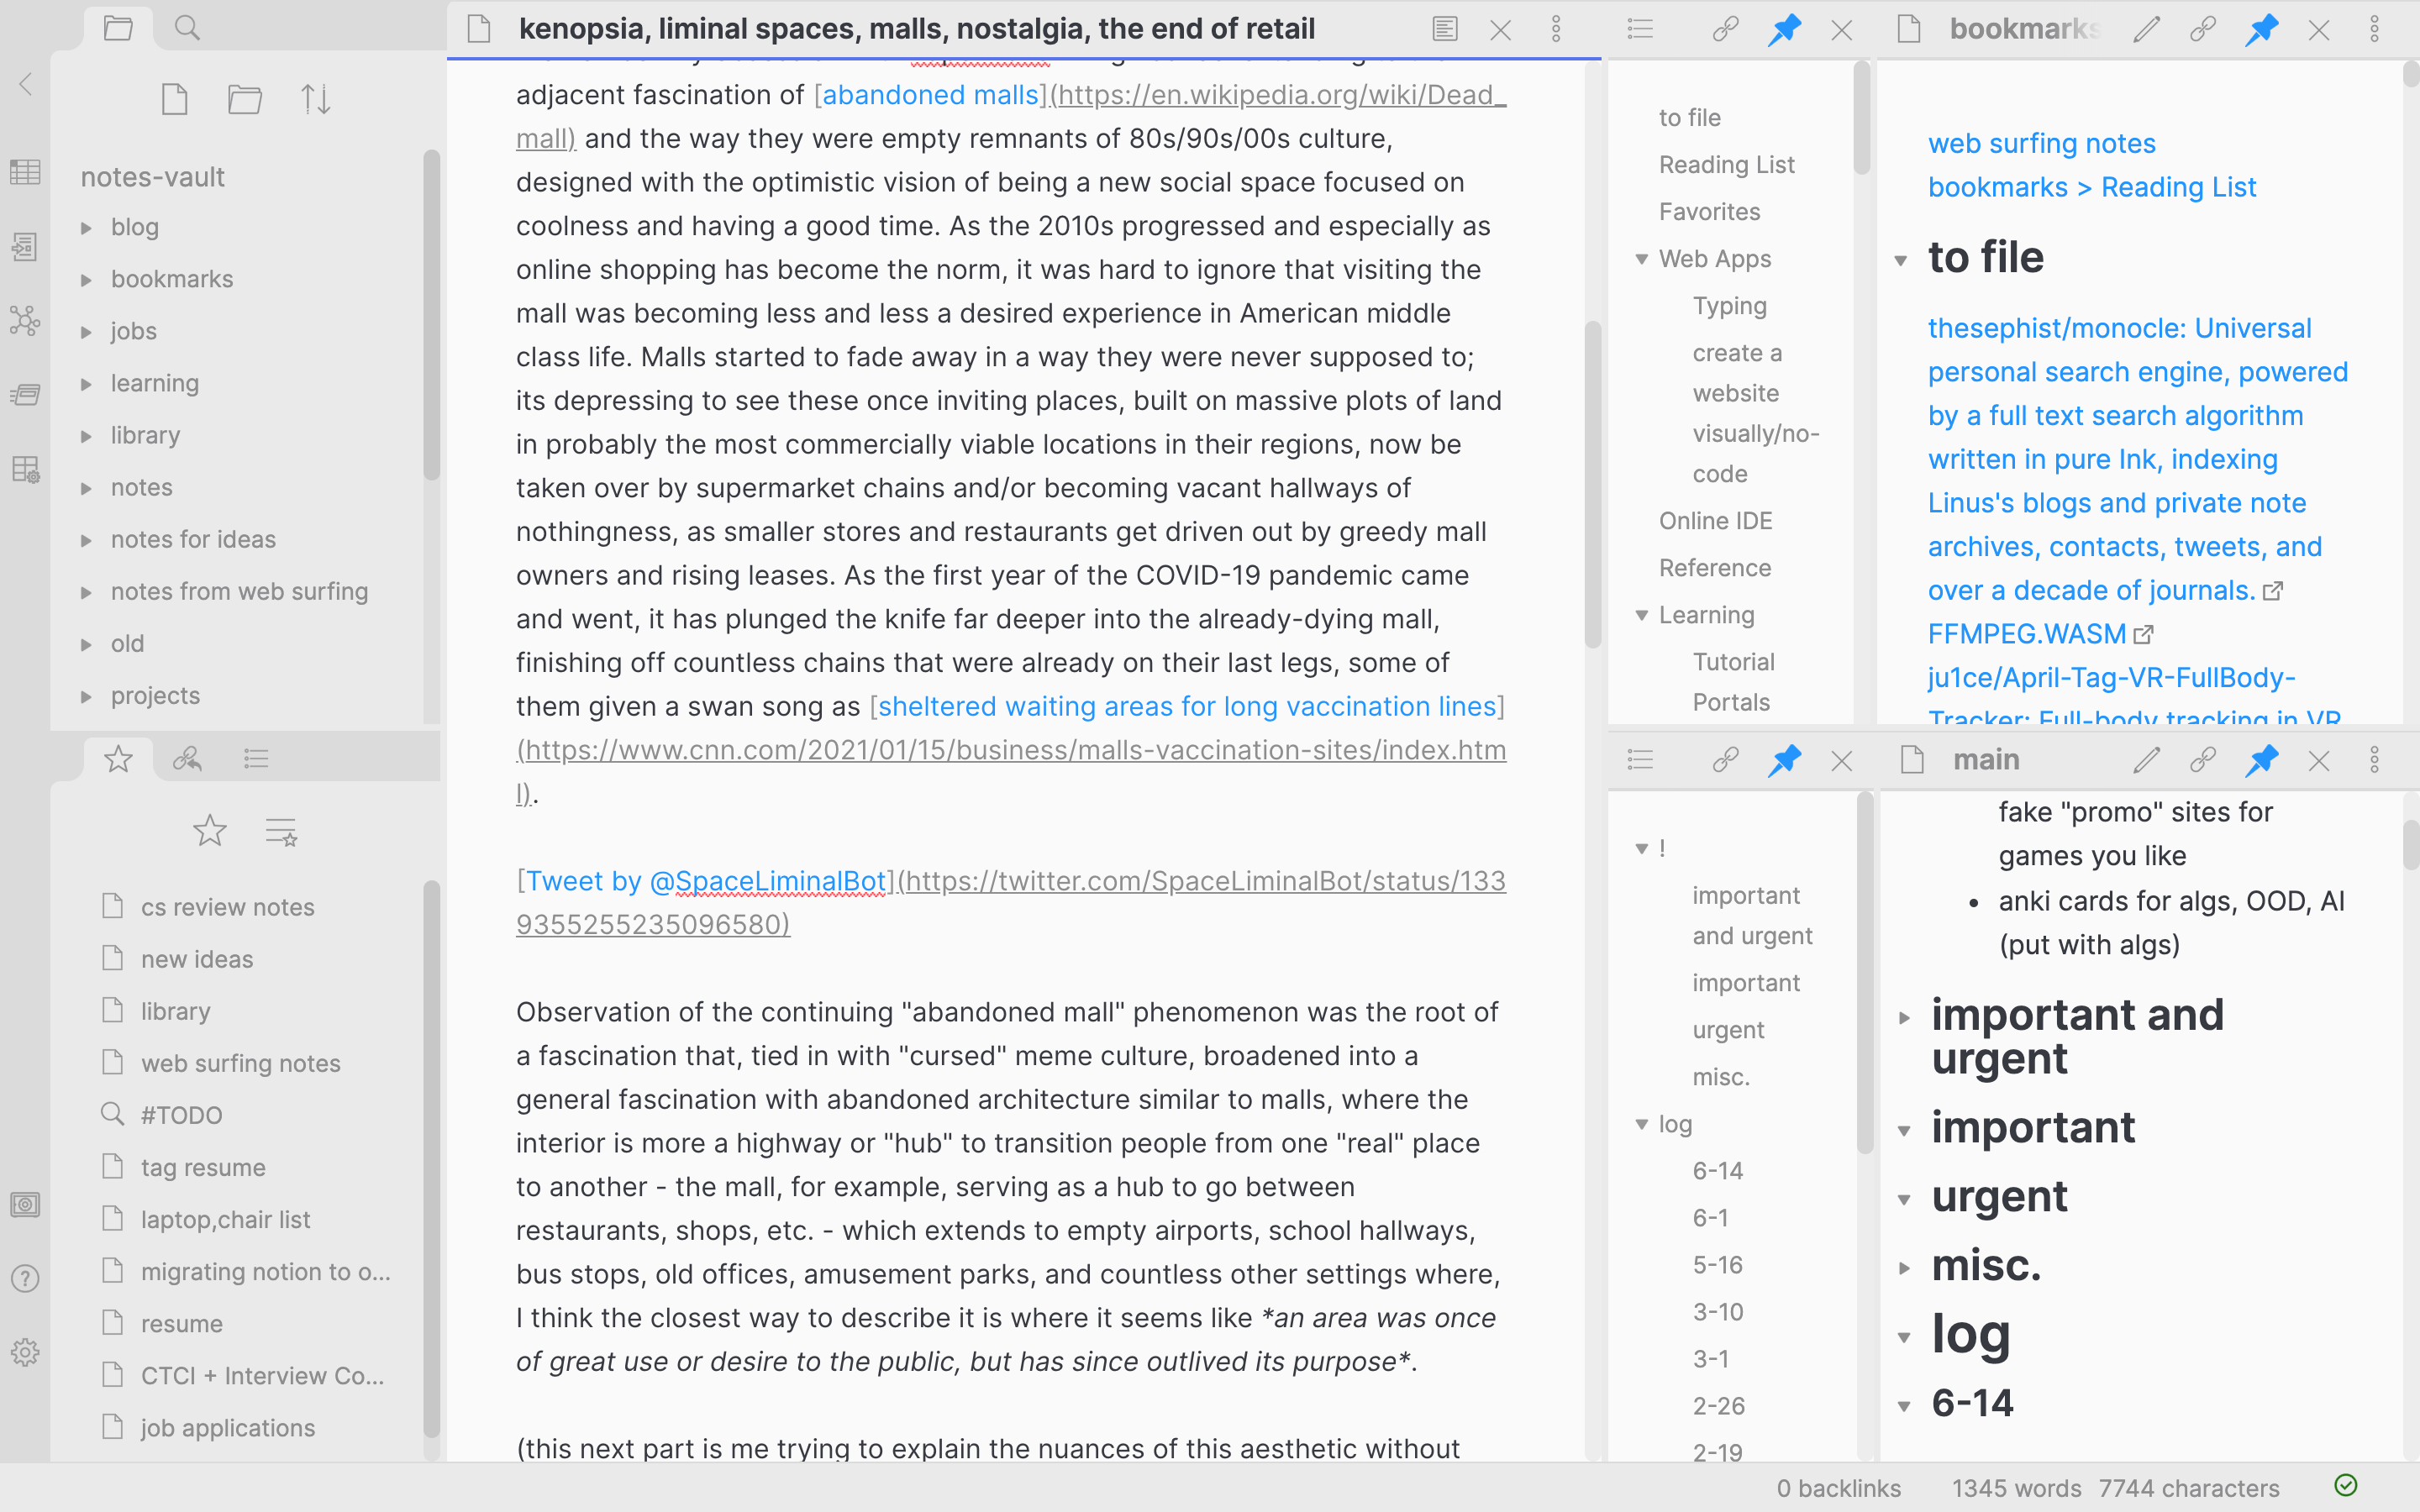 notes-vault
blog
bookmarks
jobs
learning
library
notes
notes for ideas
notes from web surfing
old
projects
cs review notes
new ideas
library
web surfing notes
#TODO
tag resume
laptop,chair list
migrating notion to o...
resume
CTCI + Interview Co...
job applications
kenopsia, liminal spaces, malls, nostalgia, the end of retail
adjacent fascination of [abandoned malls](https://en.wikipedia.org/wiki/Dead_
mall) and the way they were empty remnants of 80s/90s/00s culture,
designed with the optimistic vision of being a new social space focused on
coolness and having a good time. As the 2010s progressed and especially as
online shopping has become the norm, it was hard to ignore that visiting the
mall was becoming less and less a desired experience in American middle
class life. Malls started to fade away in a way they were never supposed to;
its depressing to see these once inviting places, built on massive plots of land
in probably the most commercially viable locations in their regions, now be
taken over by supermarket chains and/or becoming vacant hallways of
nothingness, as smaller stores and restaurants get driven out by greedy mall
owners and rising leases. As the first year of the COVID-19 pandemic came
and went, it has plunged the knife far deeper into the already-dying mall,
finishing off countless chains that were already on their last legs, some of
them given a swan song as [sheltered waiting areas for long vaccination lines]
(https://www.cnn.com/2021/01/15/business/malls-vaccination-sites/index.htm
l).
[Tweet by @SpaceLiminalBot](https://twitter.com/SpaceLiminalBot/status/133
9355255235096580)
Observation of the continuing "abandoned mall" phenomenon was the root of
a fascination that, tied in with "cursed" meme culture, broadened into a
general fascination with abandoned architecture similar to malls, where the
interior is more a highway or "hub" to transition people from one "real" place
to another - the mall, for example, serving as a hub to go between
restaurants, shops, etc. - which extends to empty airports, school hallways,
bus stops, old offices, amusement parks, and countless other settings where,
I think the closest way to describe it is where it seems like *an area was once
of great use or desire to the public, but has since outlived its purpose*.
(this next part is me trying to explain the nuances of this aesthetic without
to file
Reading List
Favorites
Web Apps
Typing
create a
website
visually/no-
code
Online IDE
Reference
Learning
Tutorial
Portals
bookmarks
web surfing notes
bookmarks > Reading List
to file
thesephist/monocle: Universal
personal search engine, powered
by a full text search algorithm
written in pure Ink, indexing
Linus's blogs and private note
archives, contacts, tweets, and
over a decade of journals.
FFMPEG.WASM
ju1ce/April-Tag-VR-FullBody-
Tracker: Full-body tracking in VR
!
important
and urgent
important
urgent
misc.
log
6-14
6-1
5-16
3-10
3-1
2-26
2-19
main
fake "promo" sites for
games you like
• anki cards for algs, OOD, AI
(put with algs)
important and
urgent
important
urgent
misc.
log
6-14
0 backlinks 1345 words 7744 characters